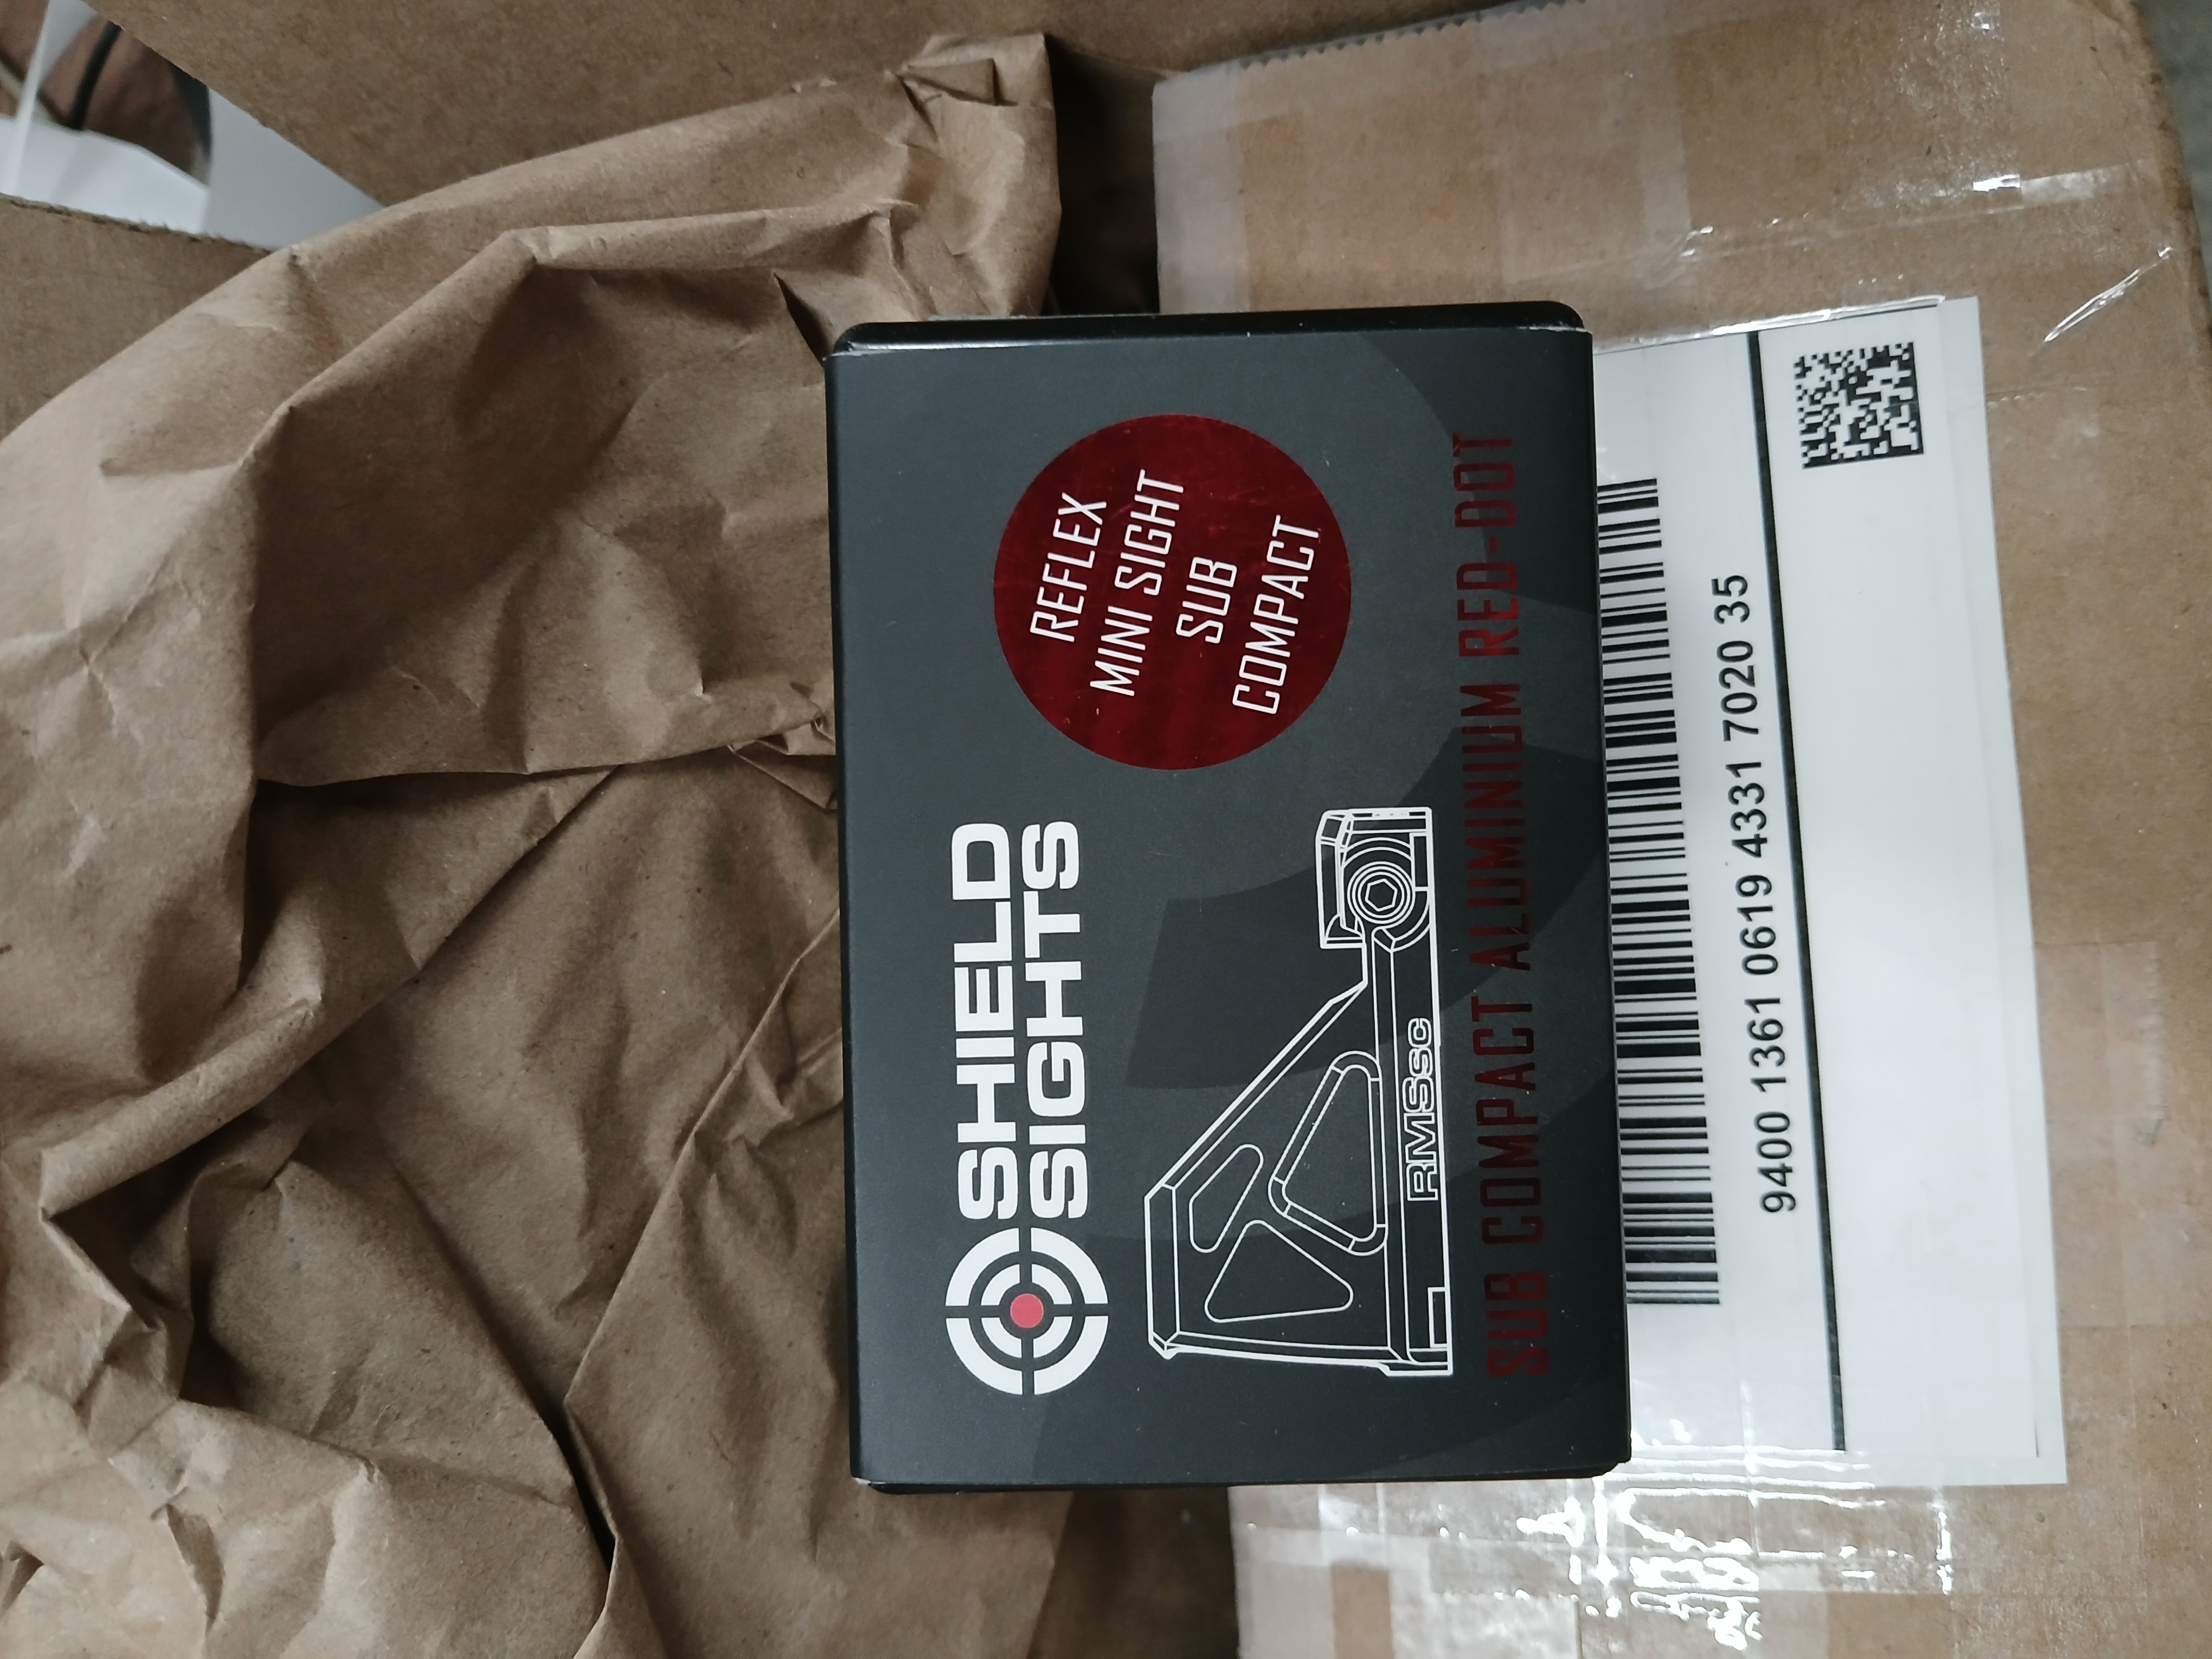 SHIELD
SIGHTS
REFLEX
MINI SIGHT
SUB
COMPACT
RMSsc
SUB COMPACT ALUMINIUM RED-DOT
9400 1361 0619 4331 7020 35